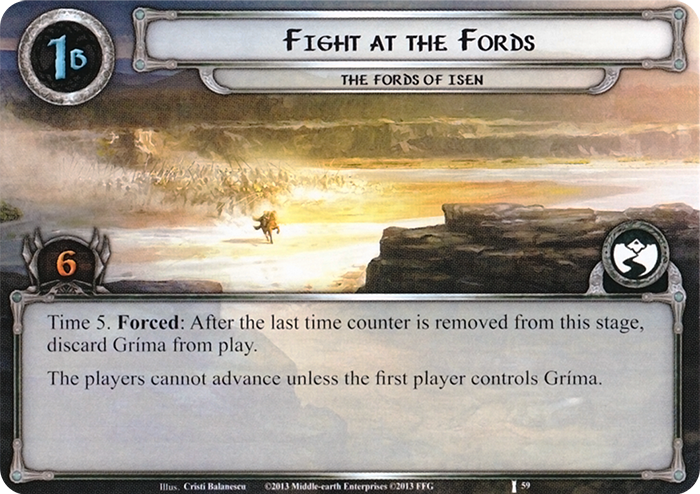 1B
FIGHT AT THE FORDS
THE FORDS OF ISEN
6
Time 5. Forced: After the last time counter is removed from this stage,
discard Gríma from play.
The players cannot advance unless the first player controls Gríma.
Illus. Cristi Balanescu ©2013 Middle-earth Enterprises ©2013 FFG 59